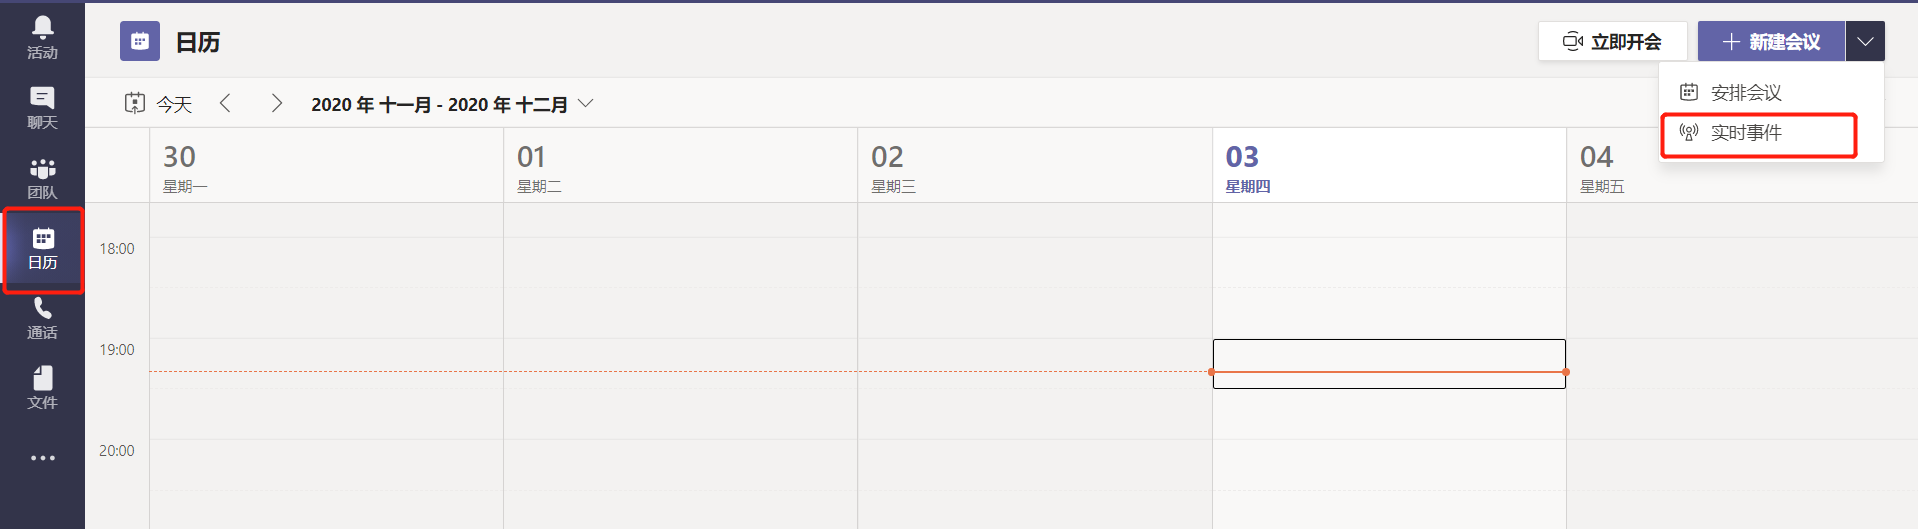 活动
聊天
团队
日历
通话
文件
日历
立即开会
新建会议
安排会议
实时事件
今天
2020 年 十一月 - 2020 年 十二月
30
星期一
01
星期二
02
星期三
03
星期四
04
星期五
18:00
19:00
20:00